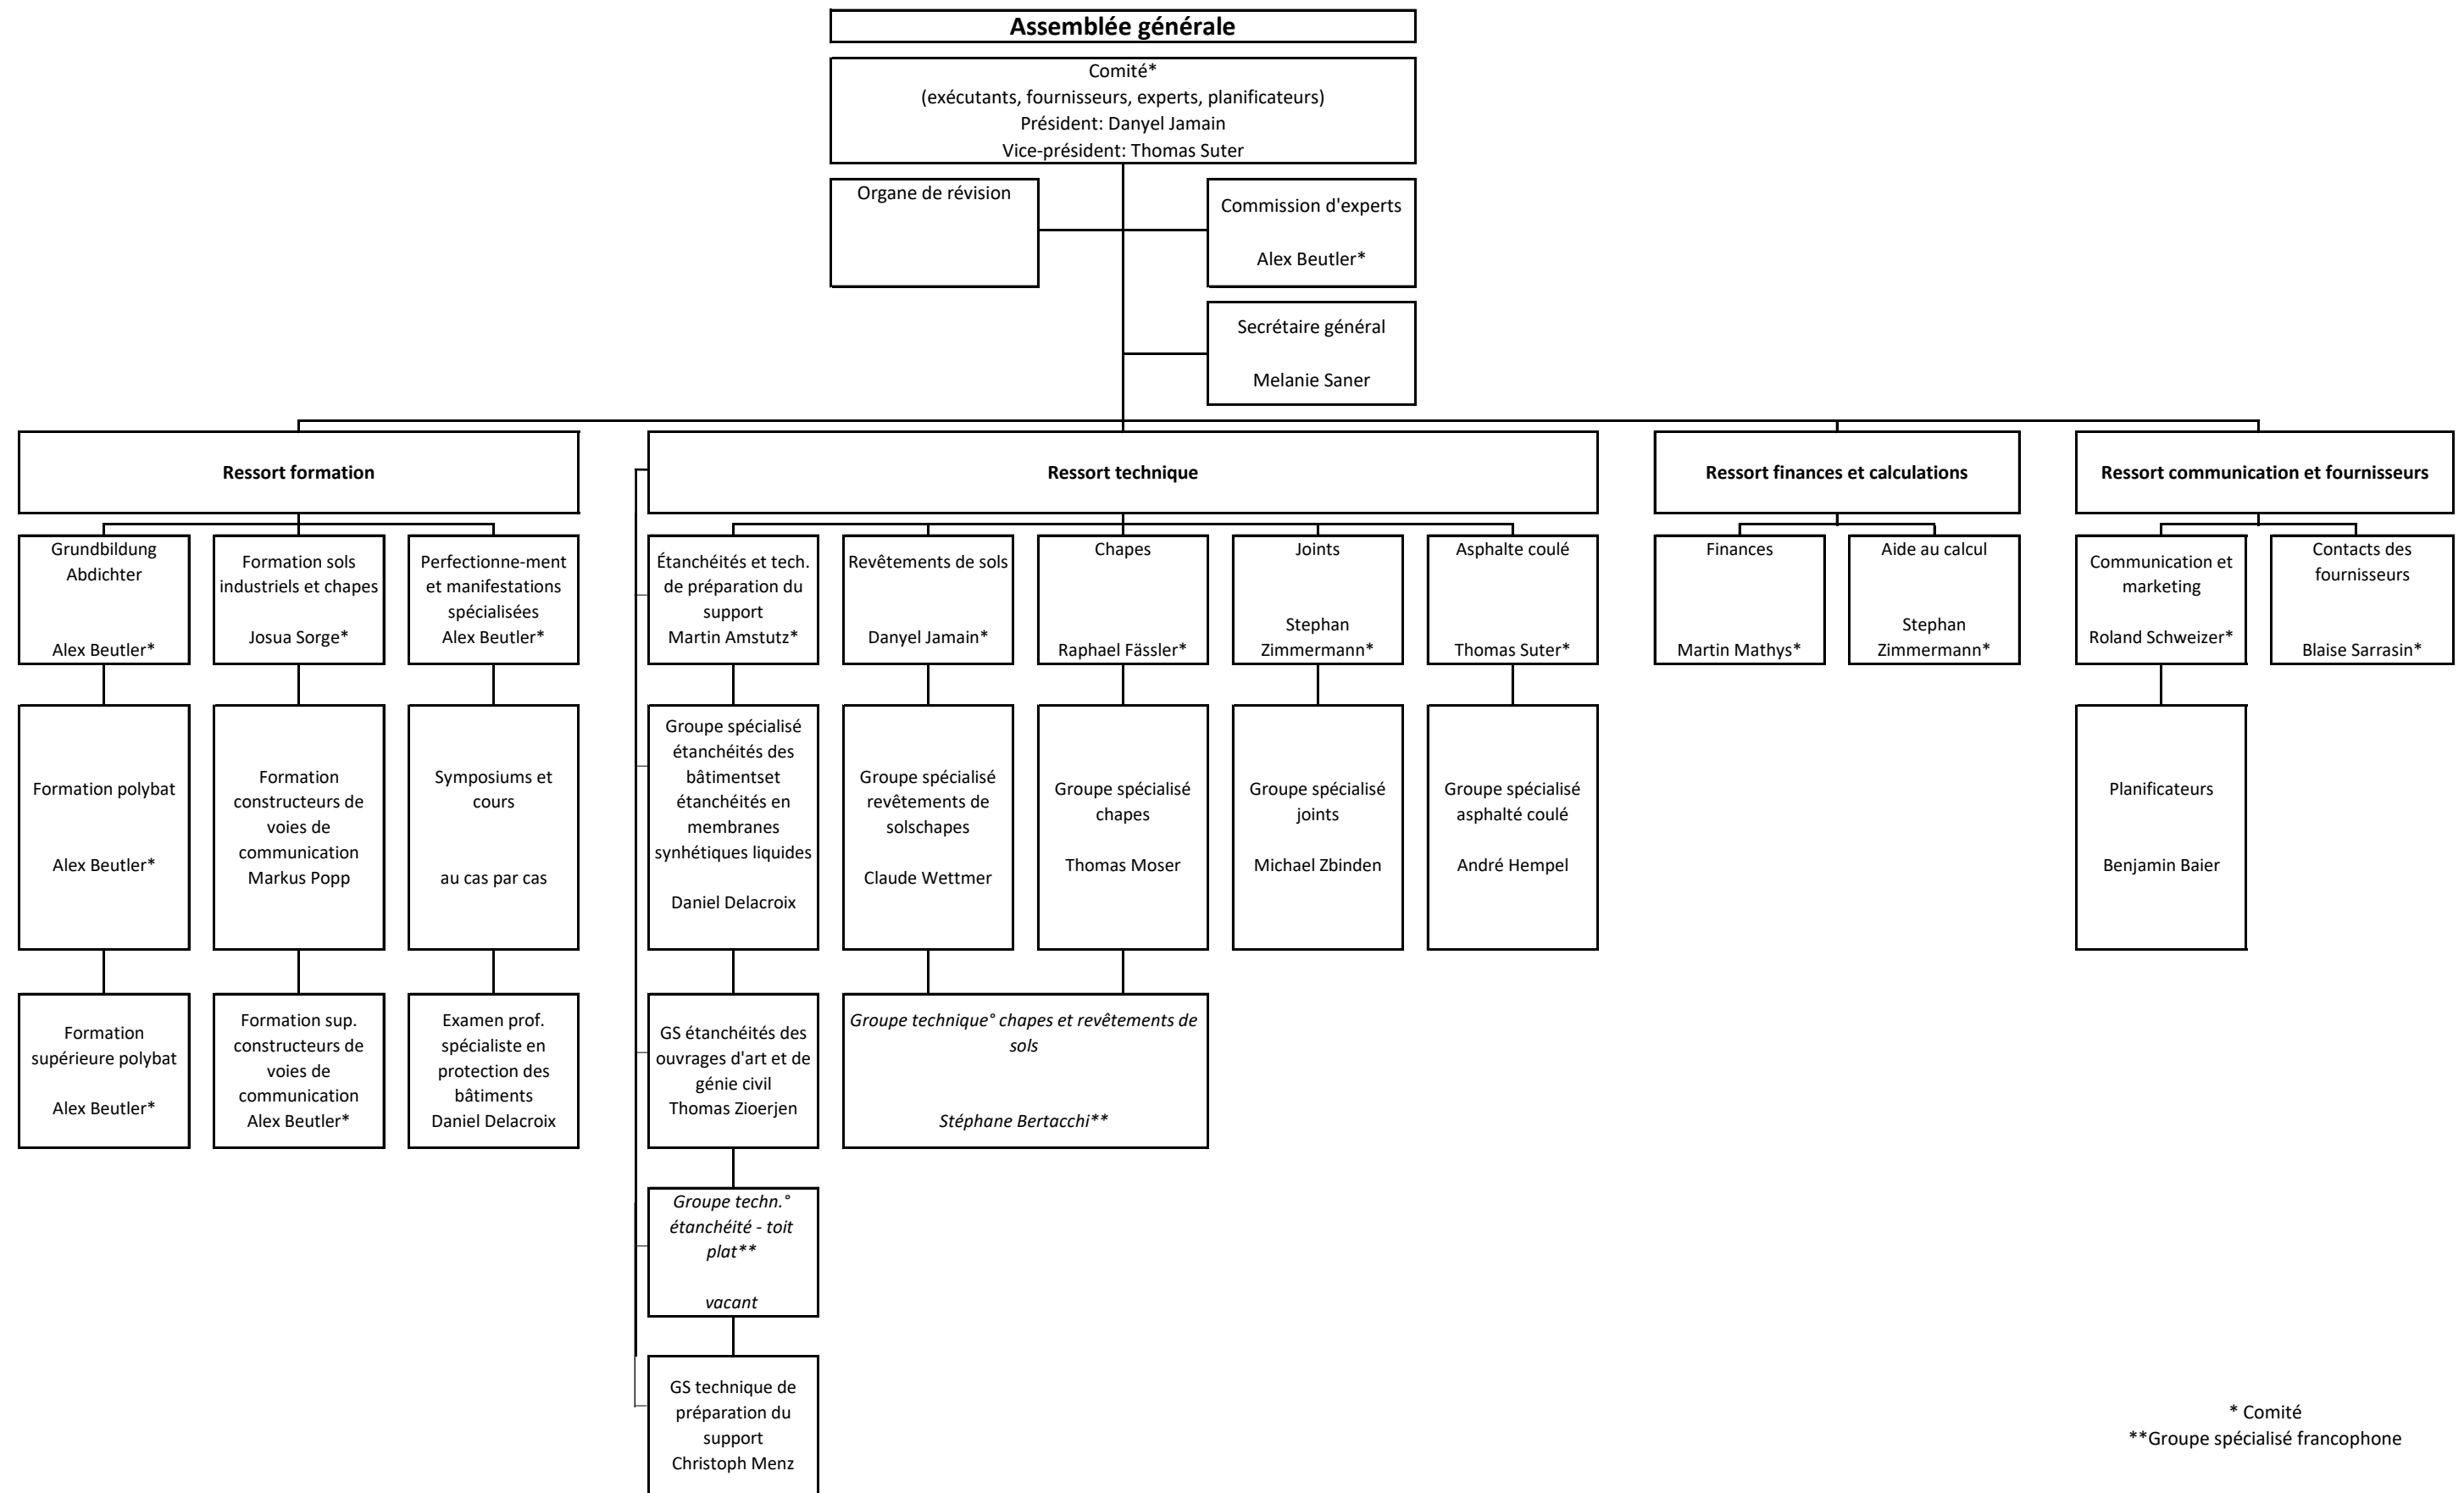 Assemblée générale
Comité*
(exécutants, fournisseurs, experts, planificateurs)
Président: Danyel Jamain
Vice-président: Thomas Suter
Organe de révision
Commission d'experts
Alex Beutler*
Secrétaire général
Melanie Saner
Ressort formation
Ressort technique
Ressort finances et calculations
Ressort communication et fournisseurs
Grundbildung
Abdichter
Alex Beutler*
Formation sols
industriels et chapes
Josua Sorge*
Perfectionne-ment
et manifestations
spécialisées
Alex Beutler*
Étanchéités et tech.
de préparation du
support
Martin Amstutz*
Revêtements de sols
Danyel Jamain*
Chapes
Raphael Fässler*
Joints
Stephan
Zimmermann*
Asphalte coulé
Thomas Suter*
Finances
Martin Mathys*
Aide au calcul
Stephan
Zimmermann*
Communication et
marketing
Roland Schweizer*
Contacts des
fournisseurs
Blaise Sarrasin*
Formation polybat
Alex Beutler*
Formation
constructeurs de
voies de
communication
Markus Popp
Symposiums et
cours
au cas par cas
Groupe spécialisé
étanchéités des
bâtimentset
étanchéités en
membranes
synhétiques liquides
Daniel Delacroix
Groupe spécialisé
revêtements de
solschapes
Claude Wettmer
Groupe spécialisé
chapes
Thomas Moser
Groupe spécialisé
joints
Michael Zbinden
Groupe spécialisé
asphalté coulé
André Hempel
Planificateurs
Benjamin Baier
Formation
supérieure polybat
Alex Beutler*
Formation sup.
constructeurs de
voies de
communication
Alex Beutler*
Examen prof.
spécialiste en
protection des
bâtiments
Daniel Delacroix
GS étanchéités des
ouvrages d'art et de
génie civil
Thomas Zioerjen
Groupe technique° chapes et revêtements de
sols
Stéphane Bertacchi**
Groupe techn.°
étanchéité - toit
plat**
vacant
GS technique de
préparation du
support
Christoph Menz
* Comité
**Groupe spécialisé francophone